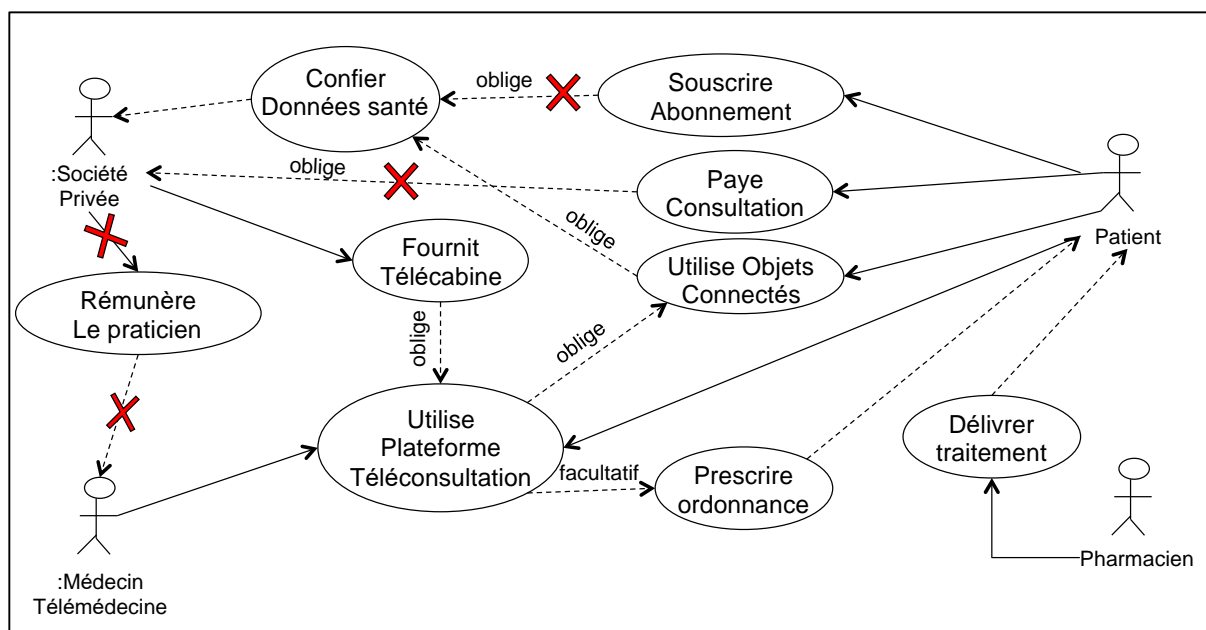 Confier
Données santé
oblige
Souscrire
Abonnement
:Société
Privée
oblige
Paye
Consultation
Patient
Fournit
Télécabine
oblige
Utilise Objets
Connectés
Rémunère
Le praticien
oblige
oblige
Utilise
Plateforme
Téléconsultation
facultatif
Prescrire
ordonnance
Délivrer
traitement
:Médecin
Télémédecine
Pharmacien